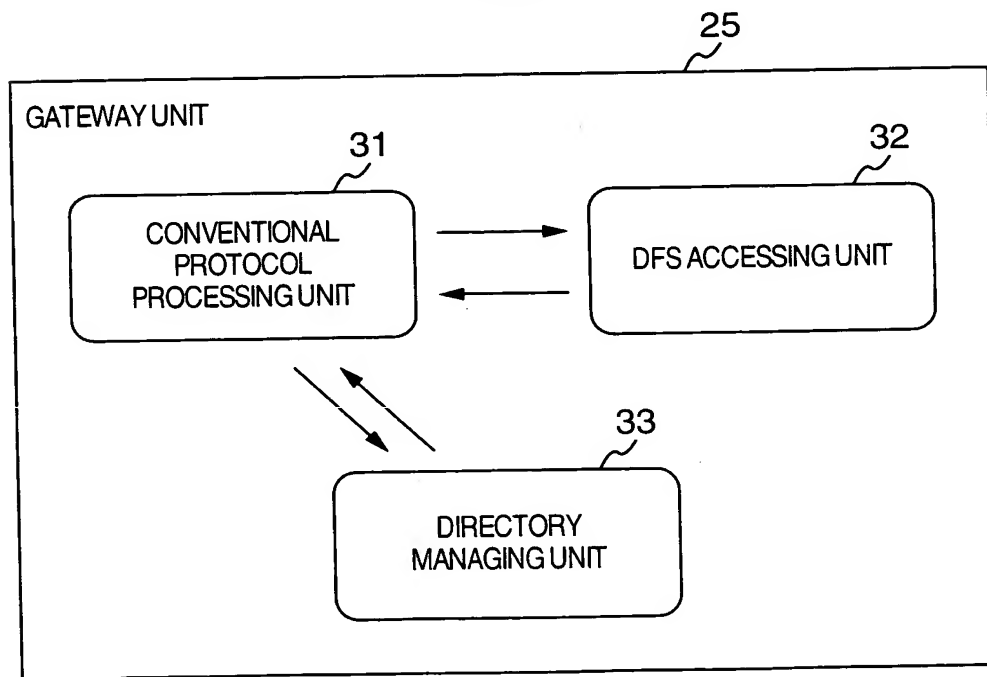 25
GATEWAY UNIT
31
CONVENTIONAL
PROTOCOL
PROCESSING UNIT
32
DFS ACCESSING UNIT
33
DIRECTORY
MANAGING UNIT